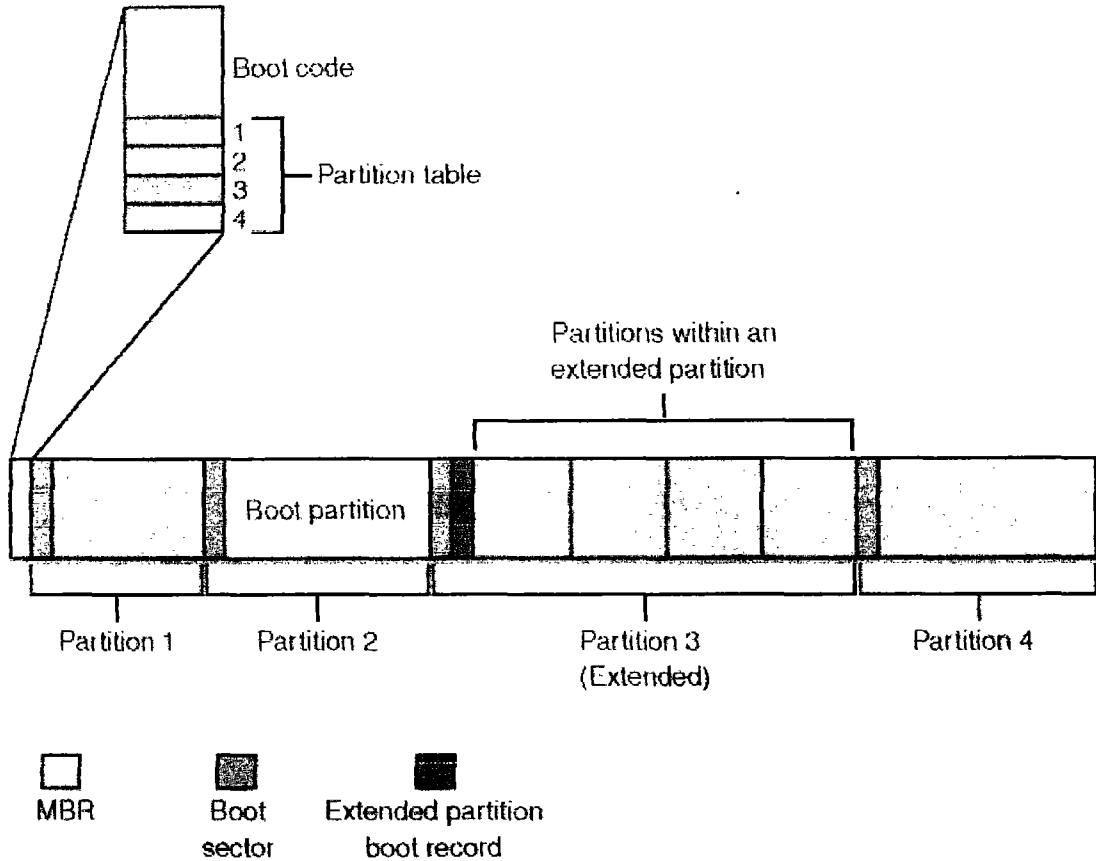 Boot code
1
2
3
4
Partition table
Partitions within an
extended partition
Boot partition
Partition 1
Partition 2
Partition 3
(Extended)
Partition 4
MBR
Boot
sector
Extended partition
boot record